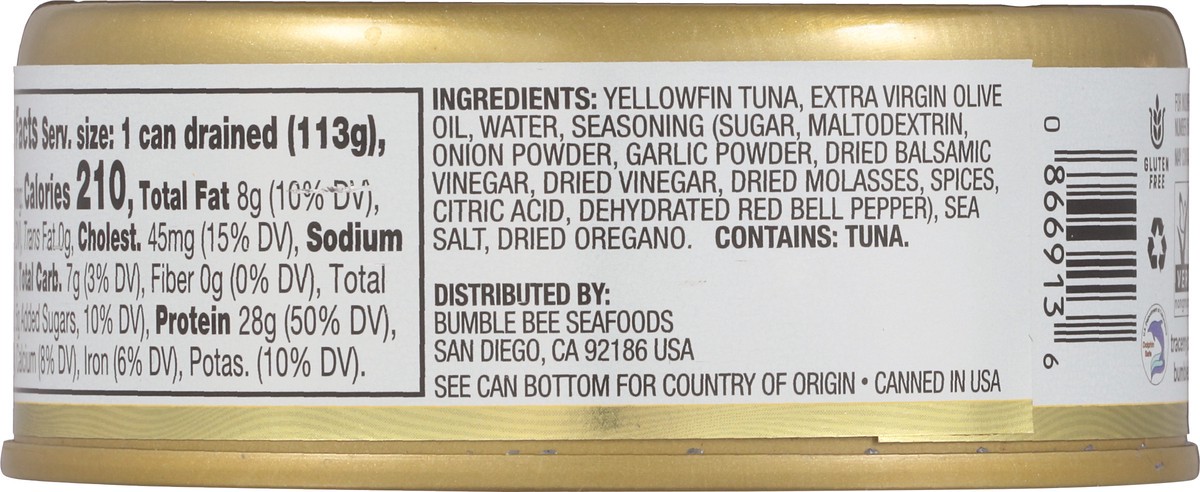 Facts Serv. size: 1 can drained (113g),
Calories 210, Total Fat 8g (10% DV),
Trans Fat 0g, Cholest. 45mg (15% DV), Sodium
Total Carb. 7g (3% DV), Fiber 0g (0% DV), Total
Added Sugars, 10% DV), Protein 28g (50% DV),
Calcium (8% DV), Iron (6% DV), Potas. (10% DV).
INGREDIENTS: YELLOWFIN TUNA, EXTRA VIRGIN OLIVE
OIL, WATER, SEASONING (SUGAR, MALTODEXTRIN,
ONION POWDER, GARLIC POWDER, DRIED BALSAMIC
VINEGAR, DRIED VINEGAR, DRIED MOLASSES, SPICES,
CITRIC ACID, DEHYDRATED RED BELL PEPPER), SEA
SALT, DRIED OREGANO. CONTAINS: TUNA.
DISTRIBUTED BY:
BUMBLE BEE SEAFOODS
SAN DIEGO, CA 92186 USA
SEE CAN BOTTOM FOR COUNTRY OF ORIGIN • CANNED IN USA
0 866913 6
GLUTEN
FREE